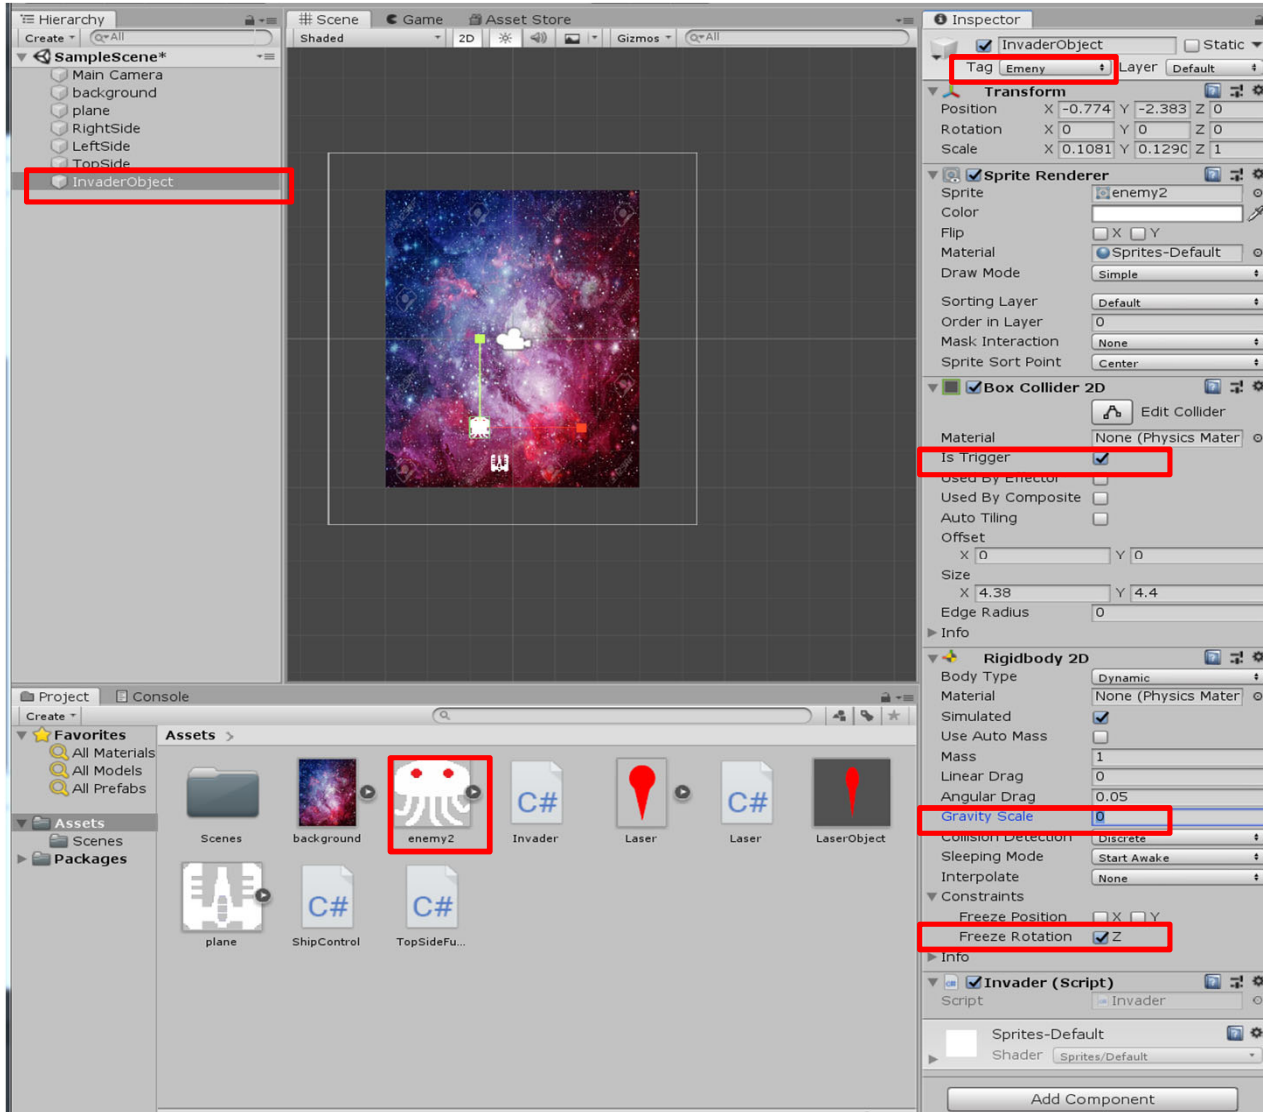 Hierarchy
Create
All
SampleScene*
Main Camera
background
plane
RightSide
LeftSide
TopSide
InvaderObject
Scene
Game
Asset Store
Shaded
2D
Gizmos
All
Inspector
InvaderObject
Static
Tag Emeny
Layer Default
Transform
Position X -0.774 Y -2.383 Z 0
Rotation X 0 Y 0 Z 0
Scale X 0.1081 Y 0.129 Z 1
Sprite Renderer
Sprite enemy2
Color
Flip X Y
Material Sprites-Default
Draw Mode Simple
Sorting Layer Default
Order in Layer 0
Mask Interaction None
Sprite Sort Point Center
Box Collider 2D
Edit Collider
Material None (Physics Mater
Is Trigger
Used By Effector
Used By Composite
Auto Tiling
Offset
X 0 Y 0
Size
X 4.38 Y 4.4
Edge Radius 0
Info
Rigidbody 2D
Body Type Dynamic
Material None (Physics Mater
Simulated
Use Auto Mass
Mass 1
Linear Drag 0
Angular Drag 0.05
Gravity Scale 0
Collision Detection Discrete
Sleeping Mode Start Awake
Interpolate None
Constraints
Freeze Position X Y
Freeze Rotation Z
Info
Invader (Script)
Script Invader
Sprites-Default
Shader Sprites/Default
Add Component
Project
Console
Create
Favorites
All Materials
All Models
All Prefabs
Assets
Scenes
Packages
Assets >
C#
C#
Scenes
background
enemy2
Invader
Laser
Laser
LaserObject
C#
C#
plane
ShipControl
TopSideFu...